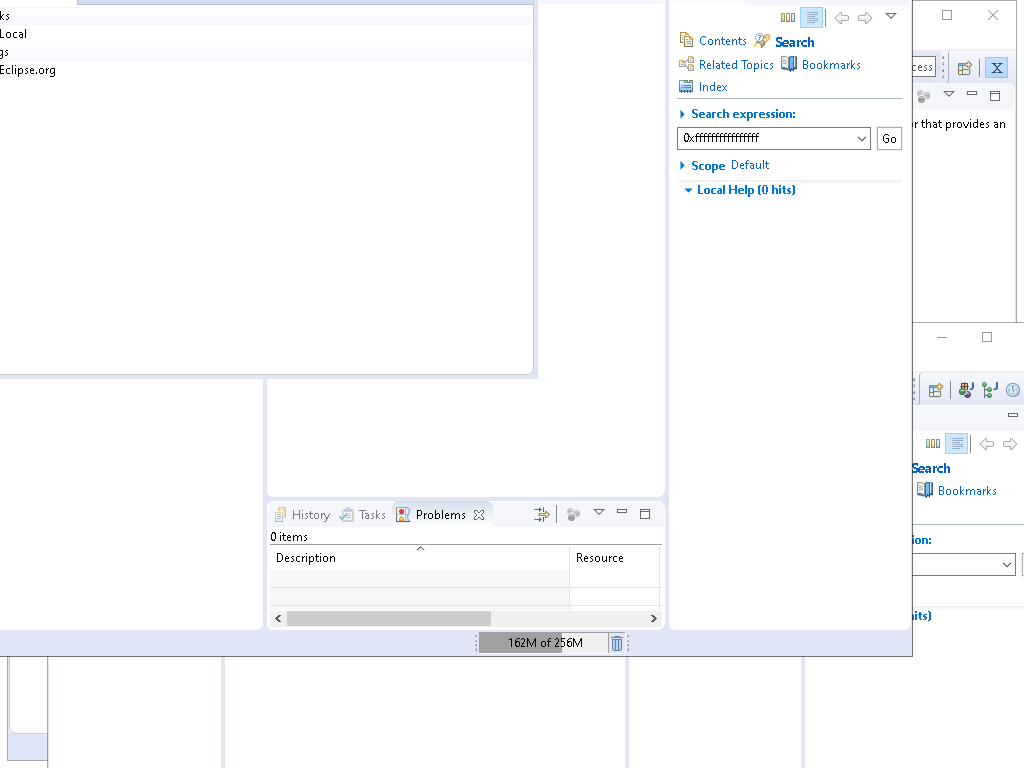 ks
Local
gs
Eclipse.org
Contents Search
Related Topics Bookmarks
Index
Search expression:
0xffffffffffffffff Go
Scope Default
Local Help (0 hits)
cess X
r that provides an
Search
Bookmarks
ion:
its)
History Tasks Problems
0 items
Description Resource
162M of 256M